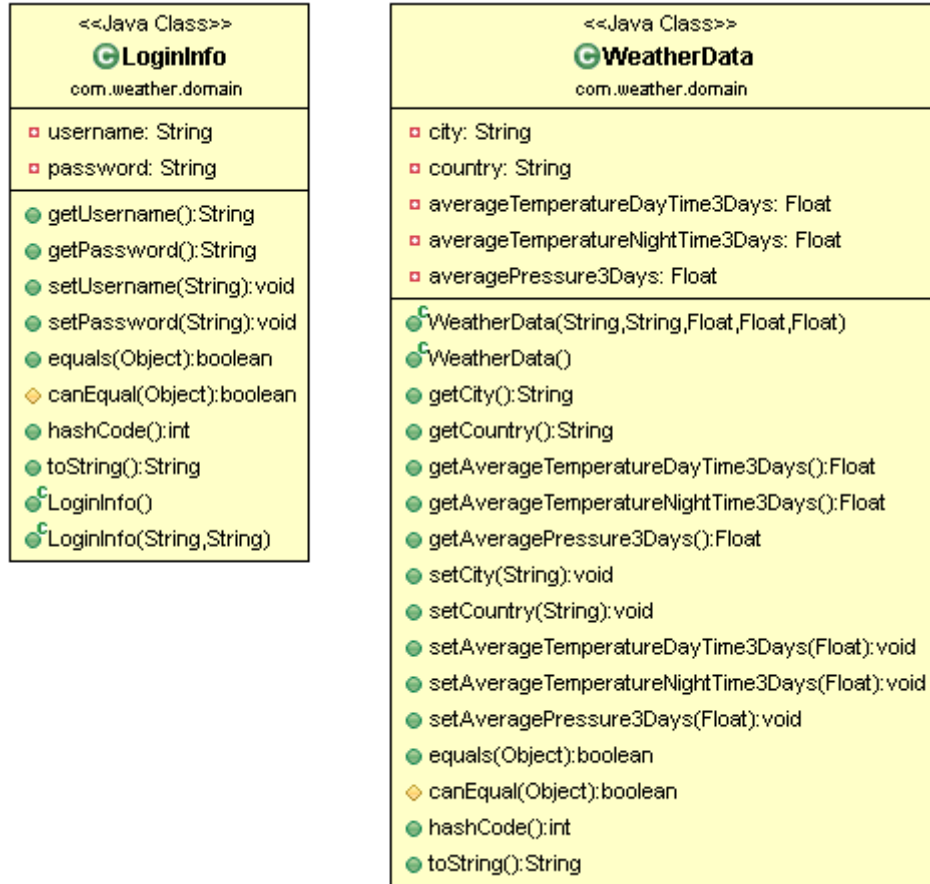 <<Java Class>>
LoginInfo
com.weather.domain
username: String
password: String
getUsername():String
getPassword():String
setUsername(String):void
setPassword(String):void
equals(Object):boolean
canEqual(Object):boolean
hashCode():int
toString():String
LoginInfo()
LoginInfo(String,String)
<<Java Class>>
WeatherData
com.weather.domain
city: String
country: String
averageTemperatureDayTime3Days: Float
averageTemperatureNightTime3Days: Float
averagePressure3Days: Float
WeatherData(String,String,Float,Float,Float)
WeatherData()
getCity():String
getCountry():String
getAverageTemperatureDayTime3Days():Float
getAverageTemperatureNightTime3Days():Float
getAveragePressure3Days():Float
setCity(String):void
setCountry(String):void
setAverageTemperatureDayTime3Days(Float):void
setAverageTemperatureNightTime3Days(Float):void
setAveragePressure3Days(Float):void
equals(Object):boolean
canEqual(Object):boolean
hashCode():int
toString():String